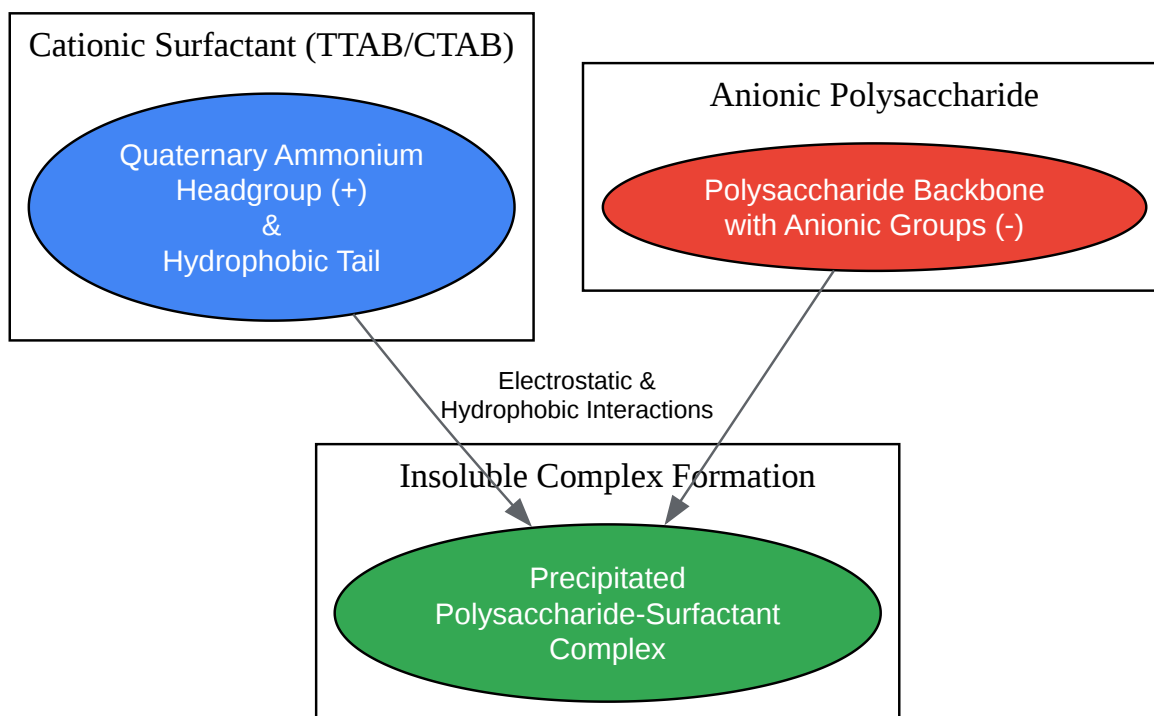 Cationic Surfactant (TTAB/CTAB)
Quaternary Ammonium
Headgroup (+)
&
Hydrophobic Tail
Anionic Polysaccharide
Polysaccharide Backbone
with Anionic Groups (-)
Electrostatic &
Hydrophobic Interactions
Insoluble Complex Formation
Precipitated
Polysaccharide-Surfactant
Complex